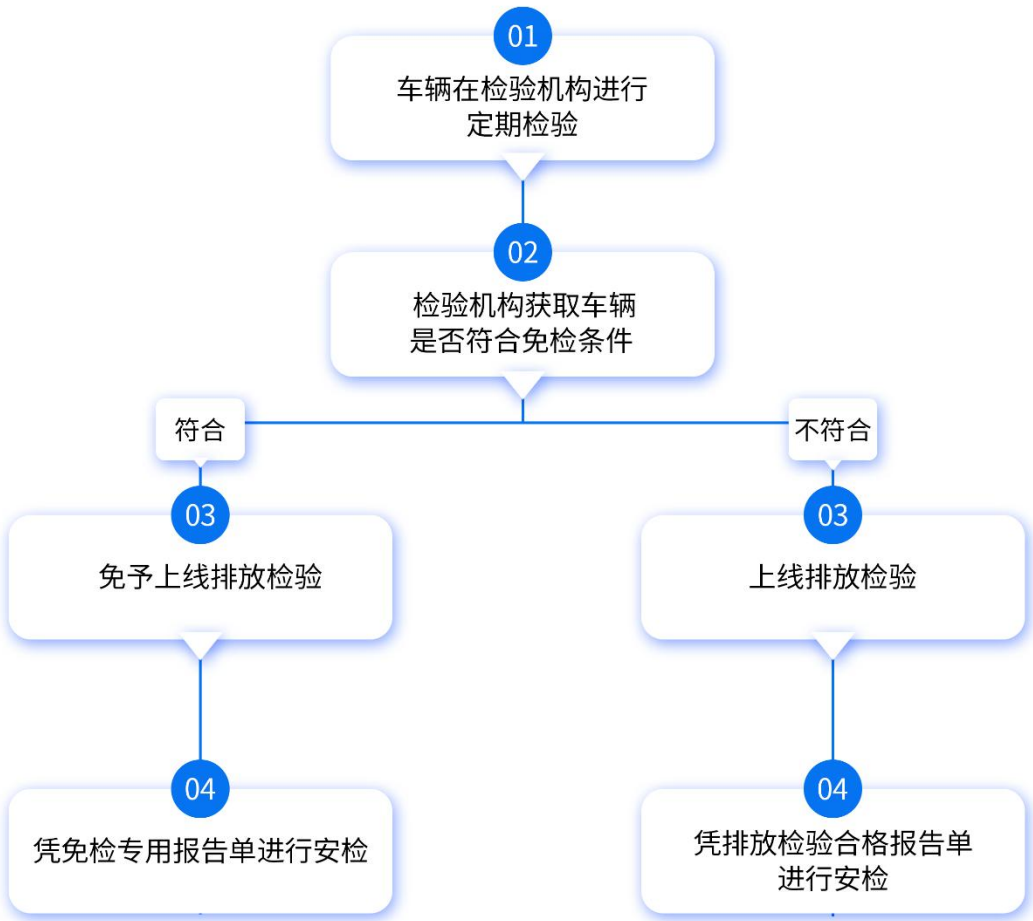 01
车辆在检验机构进行
定期检验
02
检验机构获取车辆
是否符合免检条件
符合
不符合
03
免予上线排放检验
03
上线排放检验
04
凭免检专用报告单进行安检
04
凭排放检验合格报告单
进行安检